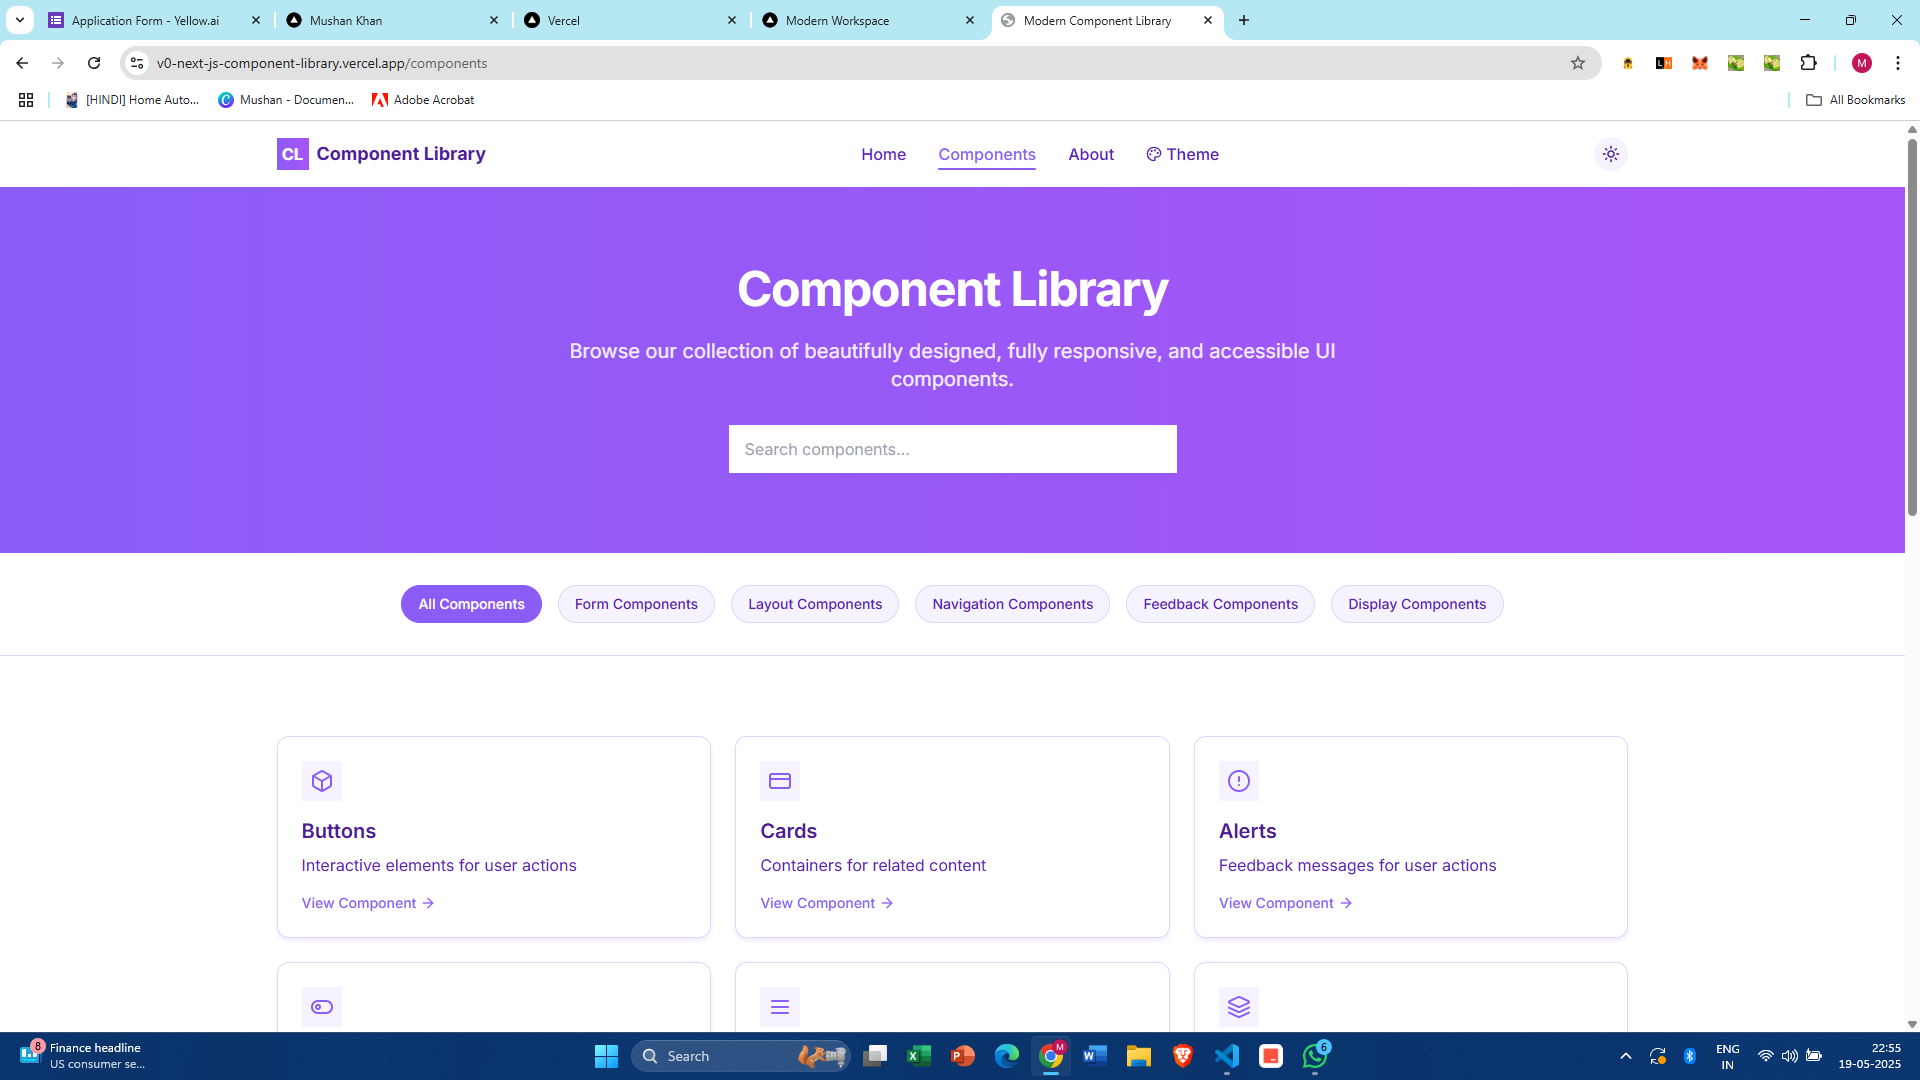 Application Form - Yellow.ai
Mushan Khan
Vercel
Modern Workspace
Modern Component Library
v0-next-js-component-library.vercel.app/components
M
[HINDI] Home Auto...
Mushan - Documen...
Adobe Acrobat
All Bookmarks
CL Component Library
Home
Components
About
Theme
Component Library
Browse our collection of beautifully designed, fully responsive, and accessible UI
components.
Search components...
All Components
Form Components
Layout Components
Navigation Components
Feedback Components
Display Components
Buttons
Interactive elements for user actions
View Component →
Cards
Containers for related content
View Component →
Alerts
Feedback messages for user actions
View Component →
8
Finance headline
US consumer se...
Search
M
6
ENG
IN
22:55
19-05-2025